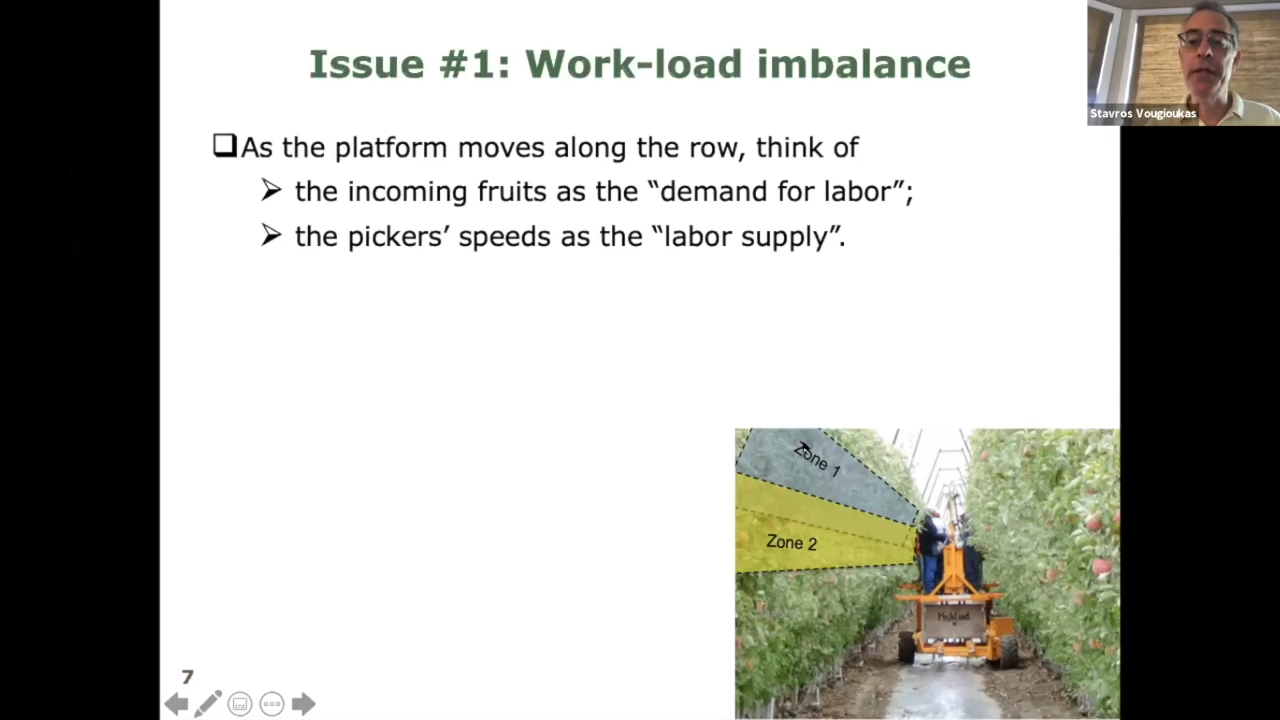 Issue #1: Work-load imbalance
Stavros Vougioukas
❑As the platform moves along the row, think of
➢ the incoming fruits as the “demand for labor”;
➢ the pickers’ speeds as the “labor supply”.
Zone 1
Zone 2
7